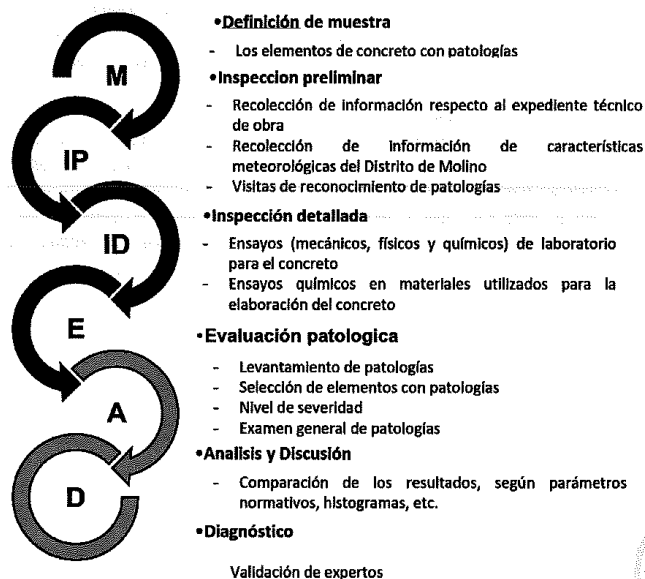 M
•Definición de muestra
- Los elementos de concreto con patologías
•Inspeccion preliminar
- Recolección de información respecto al expediente técnico
de obra
- Recolección de información de características
meteorológicas del Distrito de Molino
- Visitas de reconocimiento de patologías
IP
•Inspección detallada
- Ensayos (mecánicos, físicos y químicos) de laboratorio
para el concreto
- Ensayos químicos en materiales utilizados para la
elaboración del concreto
ID
•Evaluación patologica
- Levantamiento de patologías
- Selección de elementos con patologías
- Nivel de severidad
- Examen general de patologías
E
•Analisis y Discusión
- Comparación de los resultados, según parámetros
normativos, histogramas, etc.
A
•Diagnóstico
Validación de expertos
D